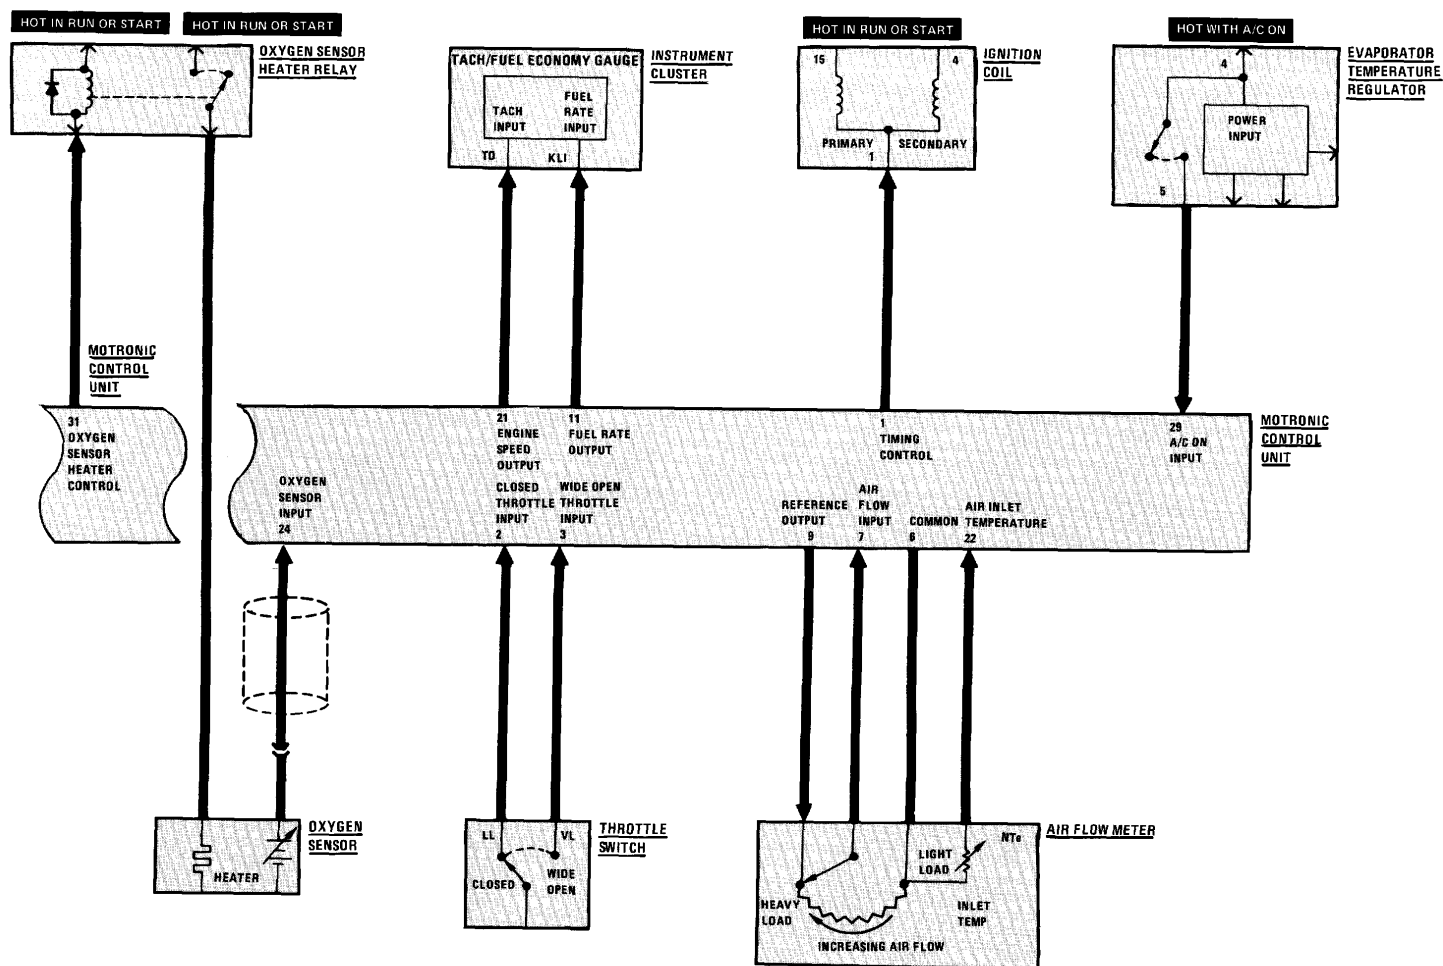 HOT IN RUN OR START
HOT IN RUN OR START
OXYGEN SENSOR
HEATER RELAY
TACH/FUEL ECONOMY GAUGE
TACH
INPUT
FUEL
RATE
INPUT
TD
KLI
INSTRUMENT
CLUSTER
HOT IN RUN OR START
15
4
PRIMARY
SECONDARY
1
IGNITION
COIL
HOT WITH A/C ON
4
POWER
INPUT
5
EVAPORATOR
TEMPERATURE
REGULATOR
MOTRONIC
CONTROL
UNIT
31
OXYGEN
SENSOR
HEATER
CONTROL
21
ENGINE
SPEED
OUTPUT
11
FUEL RATE
OUTPUT
1
TIMING
CONTROL
29
A/C ON
INPUT
MOTRONIC
CONTROL
UNIT
OXYGEN
SENSOR
INPUT
24
CLOSED
THROTTLE
INPUT
2
WIDE OPEN
THROTTLE
INPUT
3
REFERENCE
OUTPUT
9
AIR
FLOW
INPUT
7
COMMON
6
AIR INLET
TEMPERATURE
22
HEATER
OXYGEN
SENSOR
LL
VL
CLOSED
WIDE
OPEN
THROTTLE
SWITCH
LIGHT
LOAD
NTC
HEAVY
LOAD
INLET
TEMP
INCREASING AIR FLOW
AIR FLOW METER